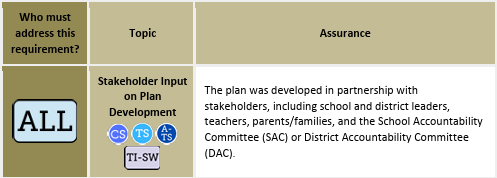 Who must
address this
requirement?
Topic
Assurance
ALL
Stakeholder Input
on Plan
Development
CS
TS
A-
TS
TI-SW
The plan was developed in partnership with
stakeholders, including school and district leaders,
teachers, parents/families, and the School Accountability
Committee (SAC) or District Accountability Committee
(DAC).